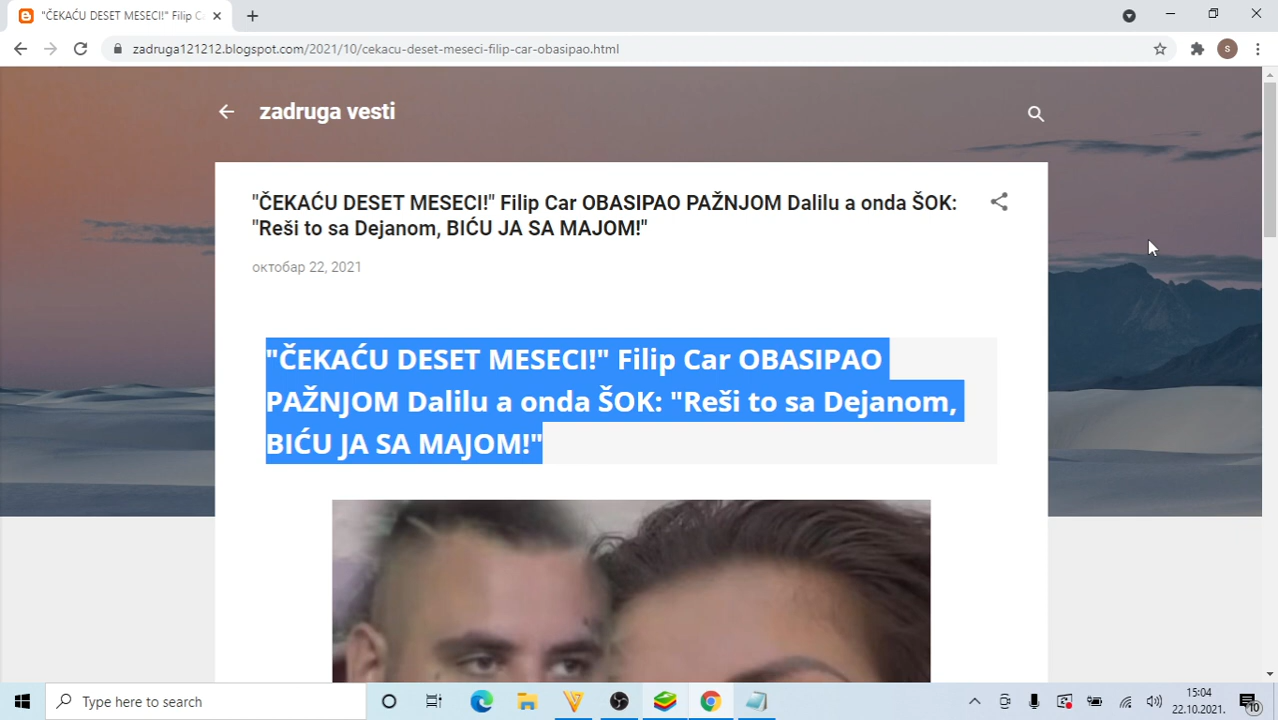 "ČEKAĆU DESET MESECI!" Filip Ca
zadruga121212.blogspot.com/2021/10/cekacu-deset-meseci-filip-car-obasipao.html
S
zadruga vesti
"ČEKAĆU DESET MESECI!" Filip Car OBASIPAO PAŽNJOM Dalilu a onda ŠOK:
"Reši to sa Dejanom, BIĆU JA SA MAJOM!"
октобар 22, 2021
"ČEKAĆU DESET MESECI!" Filip Car OBASIPAO
PAŽNJOM Dalilu a onda ŠOK: "Reši to sa Dejanom,
BIĆU JA SA MAJOM!"
Type here to search
15:04
22.10.2021.
10